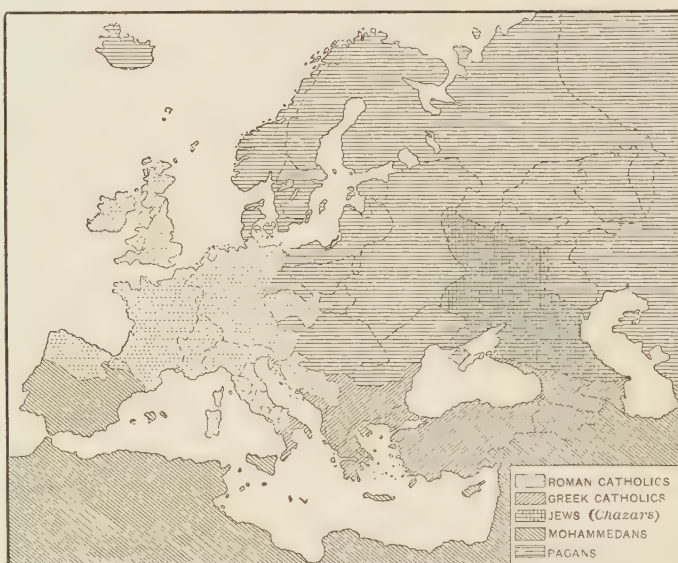 ROMAN CATHOLICS
GREEK CATHOLICS
JEWS (Chazars)
MOHAMMEDANS
PAGANS